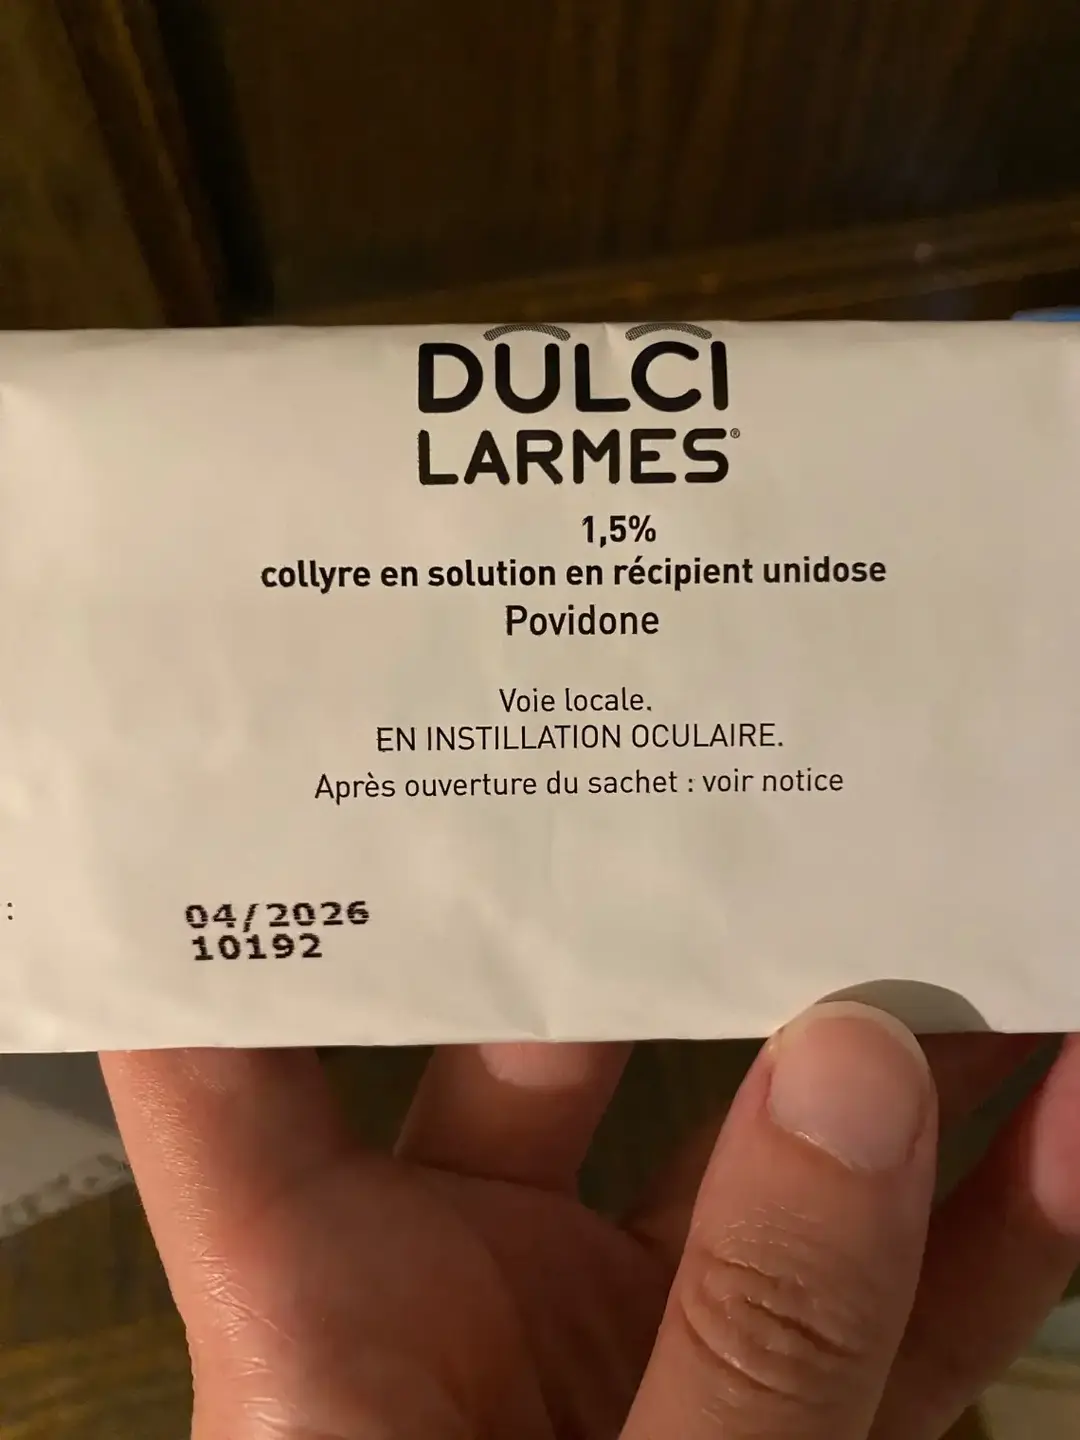 DULCI
LARMES®
1,5%
collyre en solution en récipient unidose
Povidone
Voie locale.
EN INSTILLATION OCULAIRE.
Après ouverture du sachet : voir notice
:
04/2026
10192